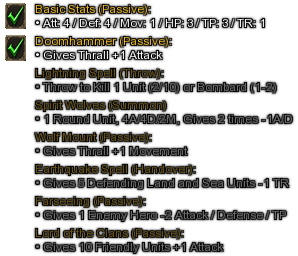 Basic Stats (Passive):
• Att: 4 / Def: 4 / Mov: 1 / HP: 3 / TP: 3 / TR: 1
Doomhammer (Passive):
• Gives Thrall +1 Attack
Lightning Spell (Throw):
• Throw to Kill 1 Unit (2/10) or Bombard (1-2)
Spirit Wolves (Summon)
• 1 Round Unit, 4A/4D/2M, Gives 2 times -1A/D
Wolf Mount (Passive):
• Gives Thrall +1 Movement
Earthquake Spell (Handover):
• Gives 5 Defending Land and Sea Units -1 TR
Farseeing (Passive):
• Gives 1 Enemy Hero -2 Attack / Defense / TP
Lord of the Clans (Passive):
• Gives 10 Friendly Units +1 Attack